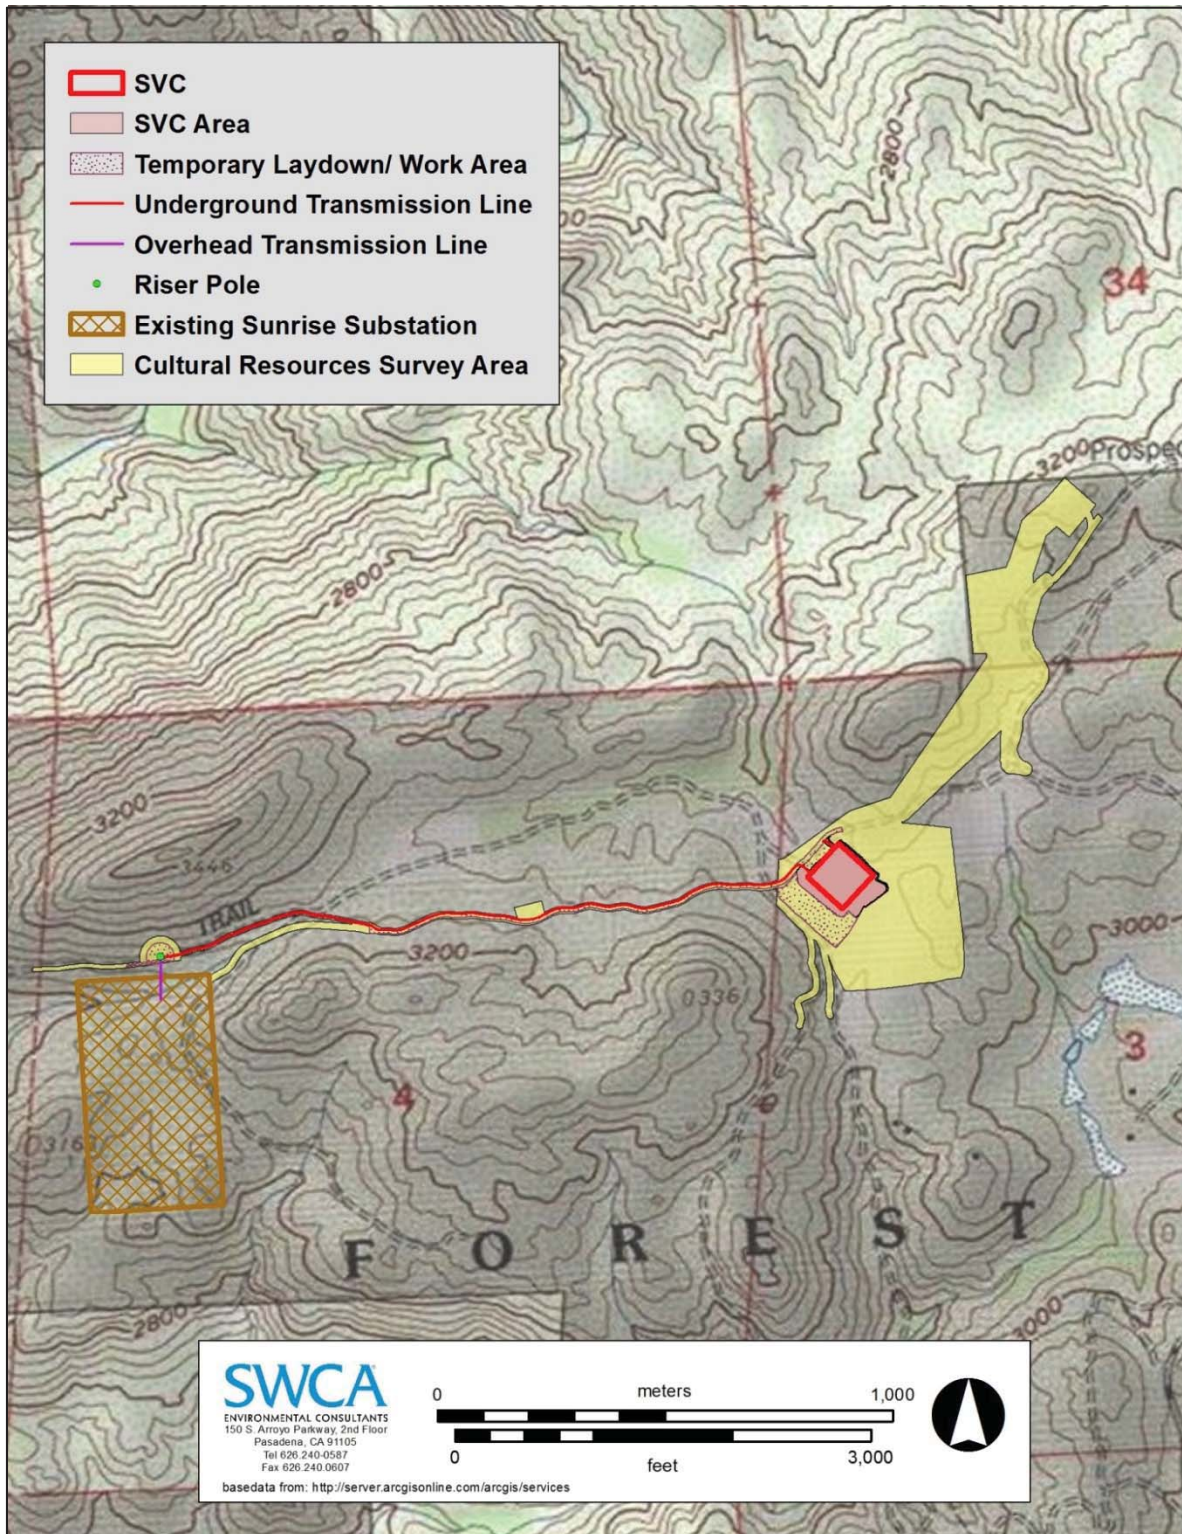 SVC
SVC Area
Temporary Laydown/ Work Area
Underground Transmission Line
Overhead Transmission Line
Riser Pole
Existing Sunrise Substation
Cultural Resources Survey Area
2800
34
3200
Prospec
2800
3200
3446
TRAIL
3200
3361
3000
3
4
3163
F O R E S T
2800
3000
SWCA
ENVIRONMENTAL CONSULTANTS
150 S. Arroyo Parkway, 2nd Floor
Pasadena, CA 91105
Tel 626.240-0587
Fax 626.240.0607
basedata from: http://server.arcgisonline.com/arcgis/services
0 meters 1,000
0 feet 3,000